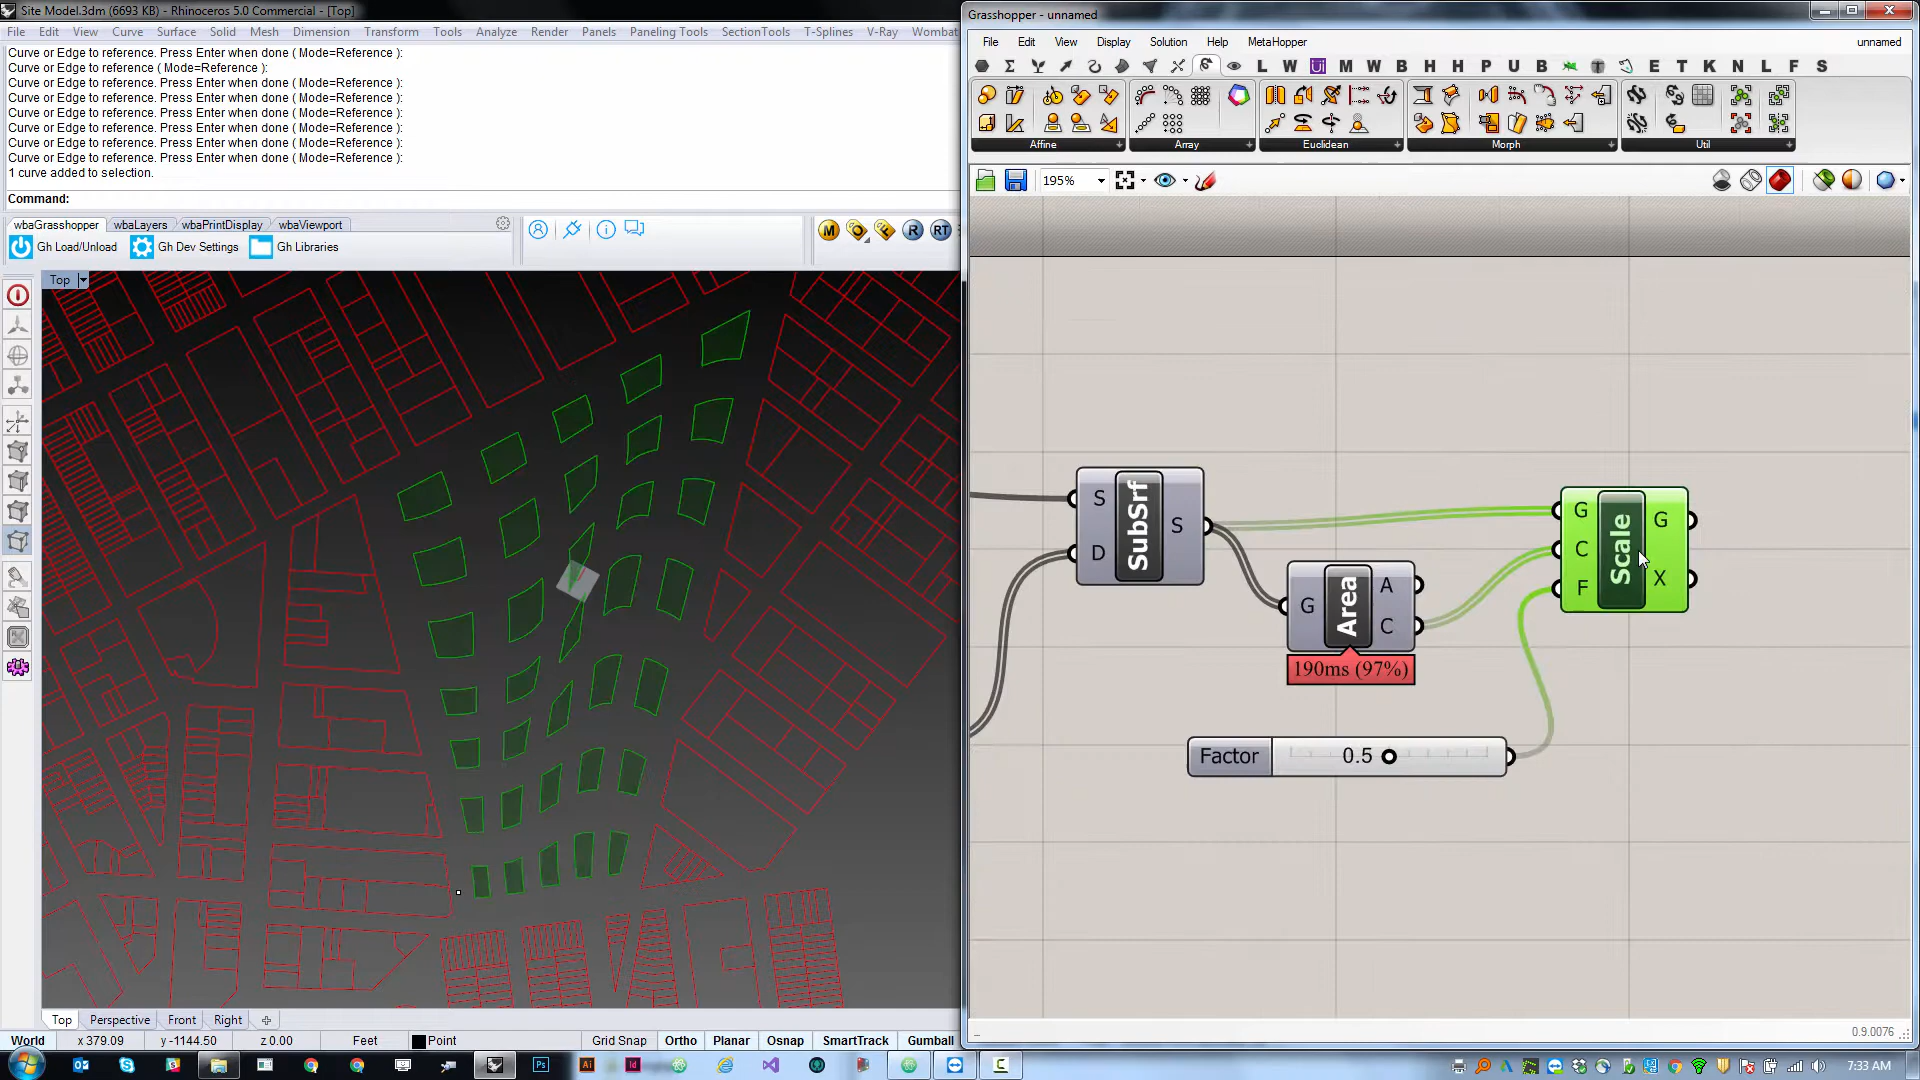 Site Model.3dm (6693 KB) - Rhinoceros 5.0 Commercial - [Top]
File Edit View Curve Surface Solid Mesh Dimension Transform Tools Analyze Render Panels Paneling Tools SectionTools T-Splines V-Ray Wombat
Curve or Edge to reference. Press Enter when done ( Mode=Reference ):
Curve or Edge to reference ( Mode=Reference ):
Curve or Edge to reference. Press Enter when done ( Mode=Reference ):
Curve or Edge to reference. Press Enter when done ( Mode=Reference ):
Curve or Edge to reference. Press Enter when done ( Mode=Reference ):
Curve or Edge to reference. Press Enter when done ( Mode=Reference ):
Curve or Edge to reference. Press Enter when done ( Mode=Reference ):
Curve or Edge to reference. Press Enter when done ( Mode=Reference ):
1 curve added to selection.
Command:
wbaGrasshopper wbaLayers wbaPrintDisplay wbaViewport
Gh Load/Unload Gh Dev Settings Gh Libraries
M R RT
Top
Top Perspective Front Right
World x 379.09 y -1144.50 z 0.00 Feet Point Grid Snap Ortho Planar Osnap SmartTrack Gumball
Grasshopper - unnamed
File Edit View Display Solution Help MetaHopper unnamed
L W M W B H H P U B E T K N L F S
Affine Array Euclidean Morph Util
195%
S
D
SubSrf
S
G
Area
A
C
190ms (97%)
Factor 0.5
G
C
F
Scale
G
X
0.9.0076
7:33 AM